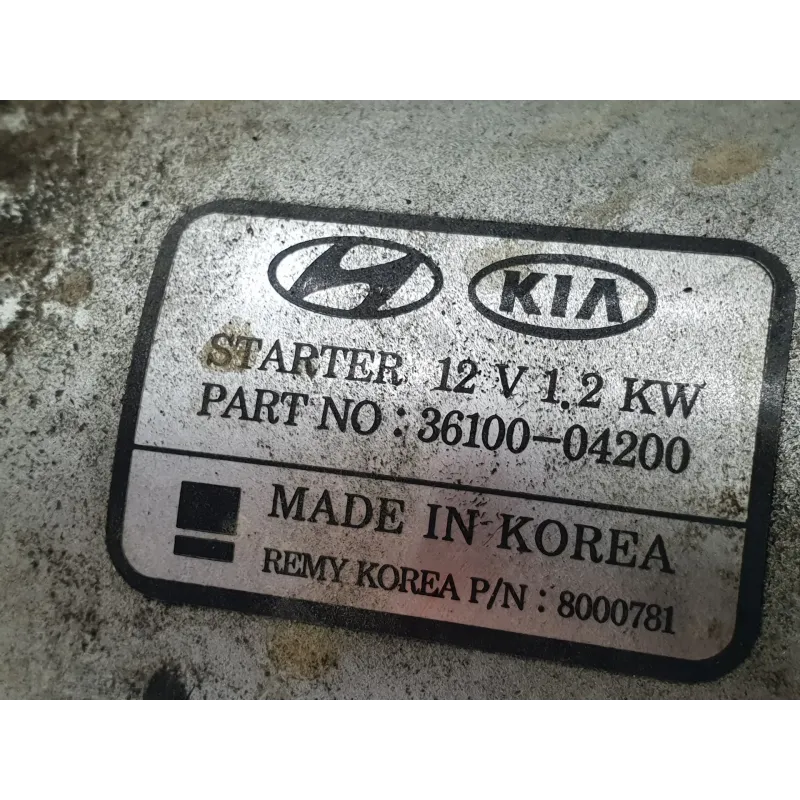 KIA
STARTER 12 V 1.2 KW
PART NO : 36100-04200
MADE IN KOREA
REMY KOREA P/N : 8000781